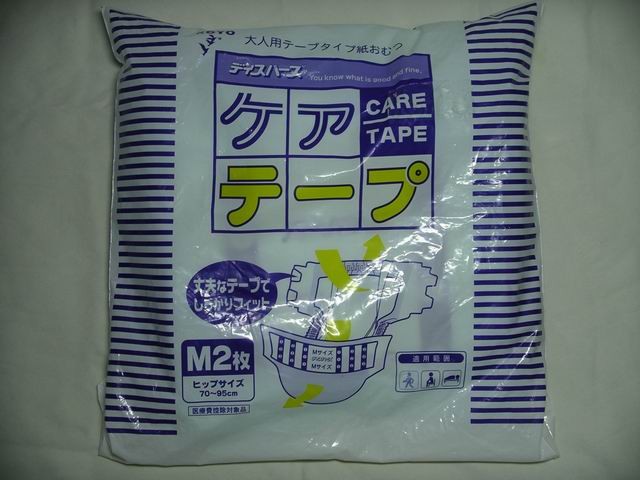 大人用テープタイプ紙おむつ
ディスパース
You know what is good and fine.
ケア
CARE
TAPE
テープ
丈夫なテープで
しっかりフィット
Mサイズ
Mサイズ
M2枚
ヒップサイズ
70~95cm
医療費控除対象品
適用範囲